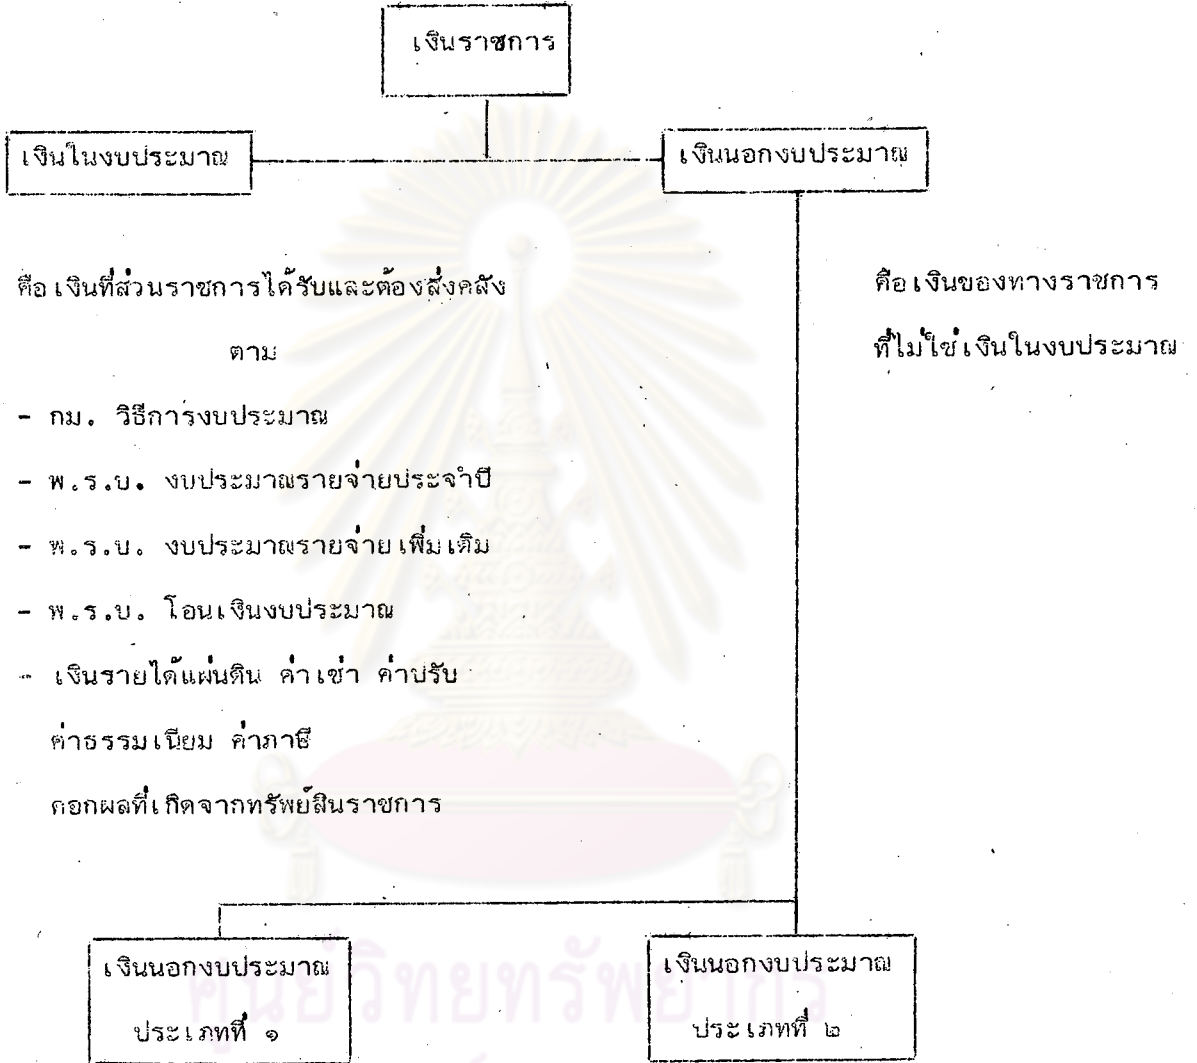 เงินราชการ
เงินในงบประมาณ
เงินนอกงบประมาณ
คือ เงินที่ส่วนราชการได้รับและต้องส่งคลัง
ตาม
- กม. วิธีการงบประมาณ
- พ.ร.บ. งบประมาณรายจ่ายประจำปี
- พ.ร.บ. งบประมาณรายจ่ายเพิ่มเติม
- พ.ร.บ. โอนเงินงบประมาณ
- เงินรายได้แผ่นดิน ค่าเช่า ค่าปรับ
ค่าธรรมเนียม ค่าภาษี
ดอกผลที่เกิดจากทรัพย์สินราชการ
คือ เงินของทางราชการ
ที่ไม่ใช่เงินในงบประมาณ
เงินนอกงบประมาณ
ประเภทที่ ๑
เงินนอกงบประมาณ
ประเภทที่ ๒
ศูนย์วิทยทรัพยากร